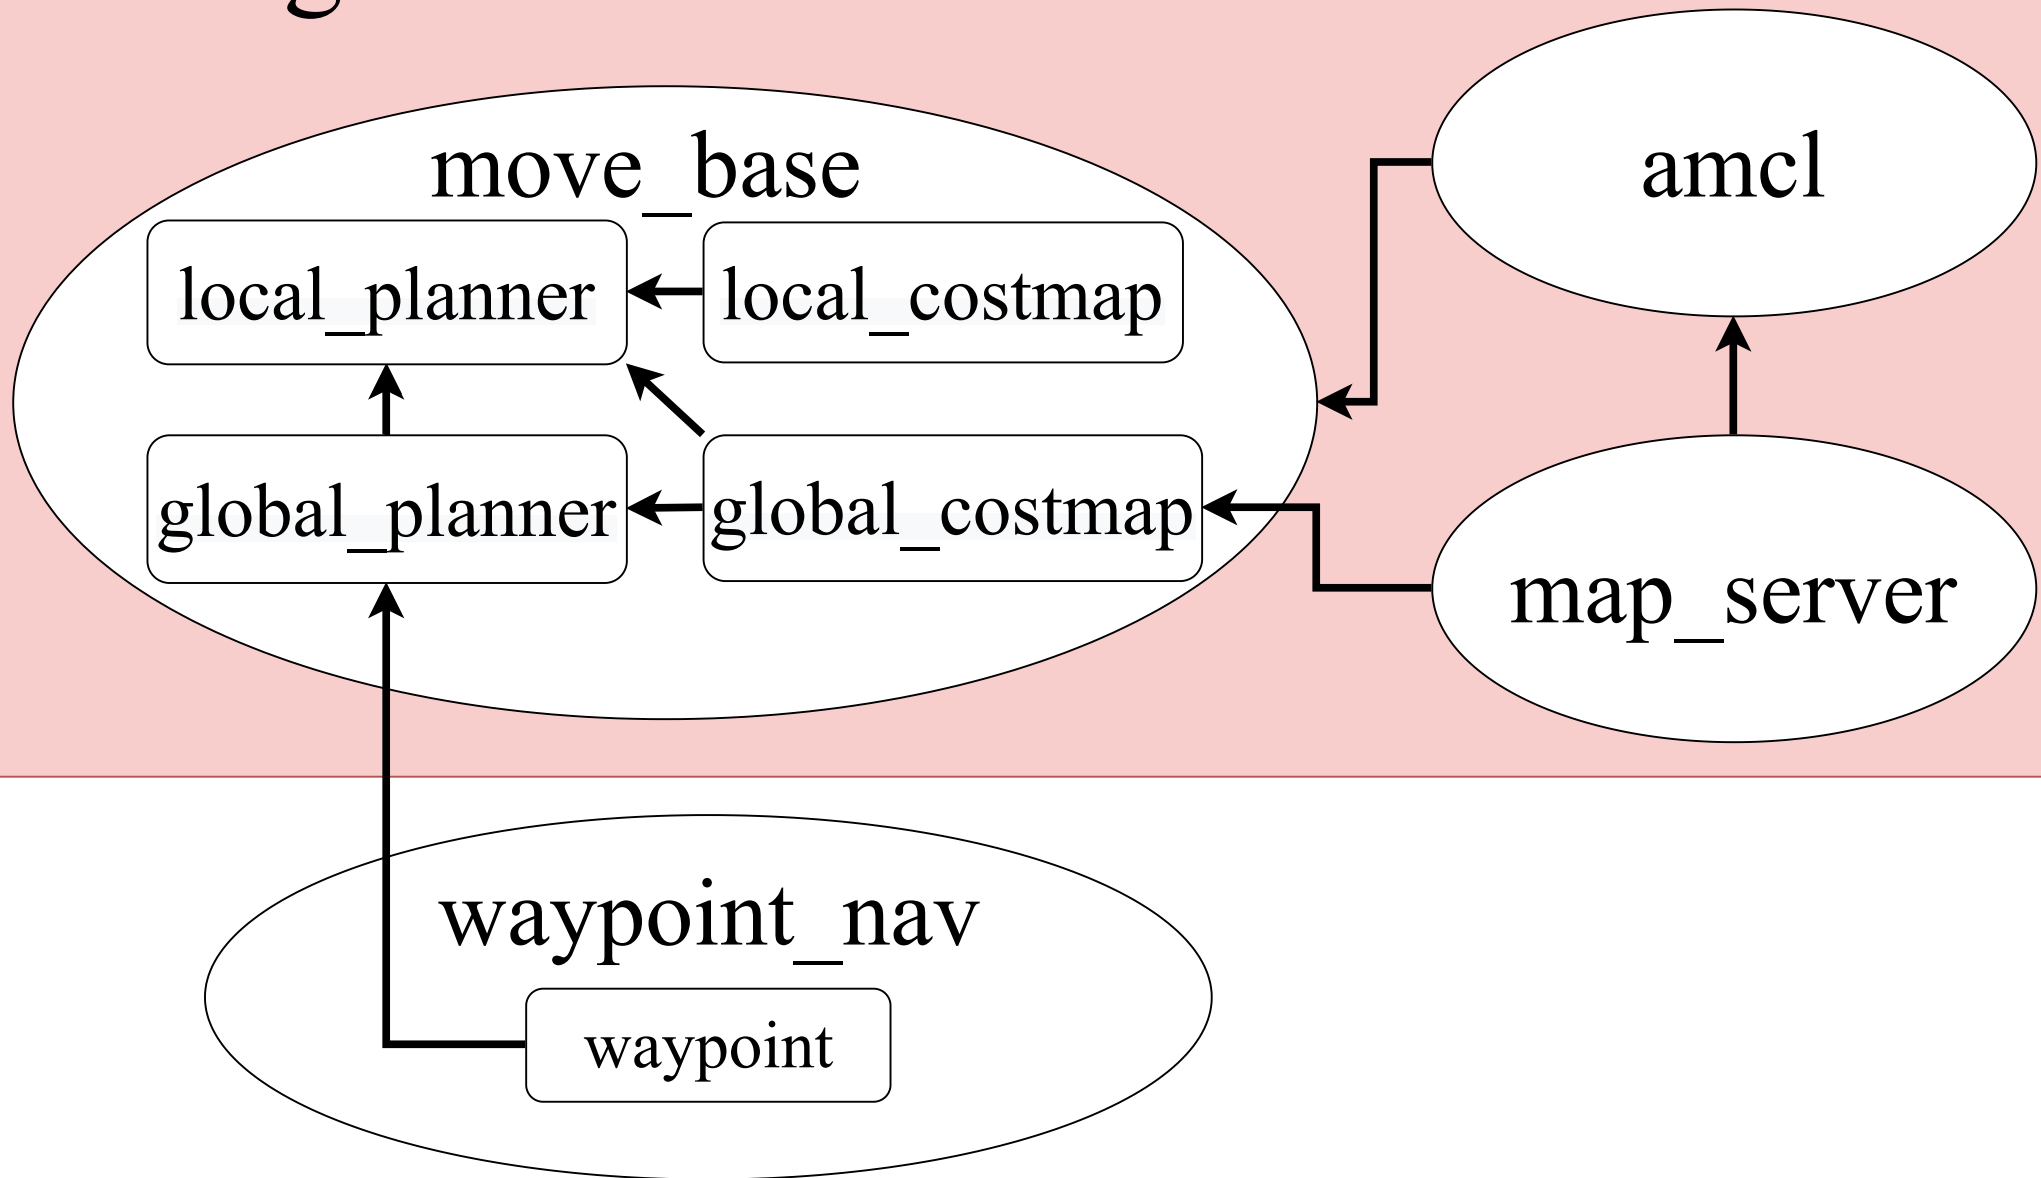 move_base
amcl
local_planner
local_costmap
global_planner
global_costmap
map_server
waypoint_nav
waypoint